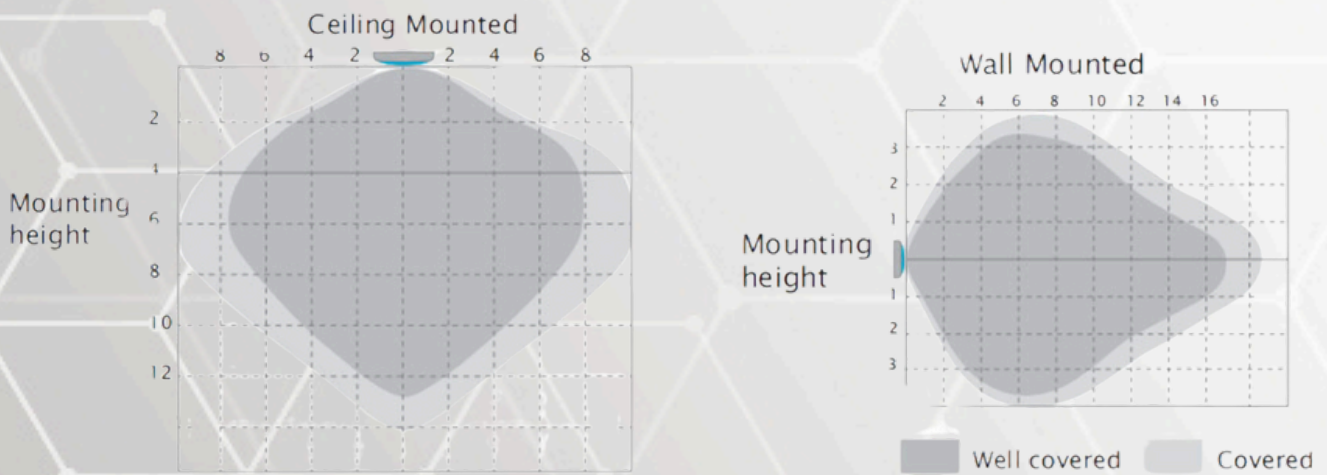 Ceiling Mounted
8 6 4 2 2 4 6 8
2
4
Mounting
height
6
8
10
12
Wall Mounted
2 4 6 8 10 12 14 16
3
2
1
Mounting
height
1
2
3
Well covered Covered